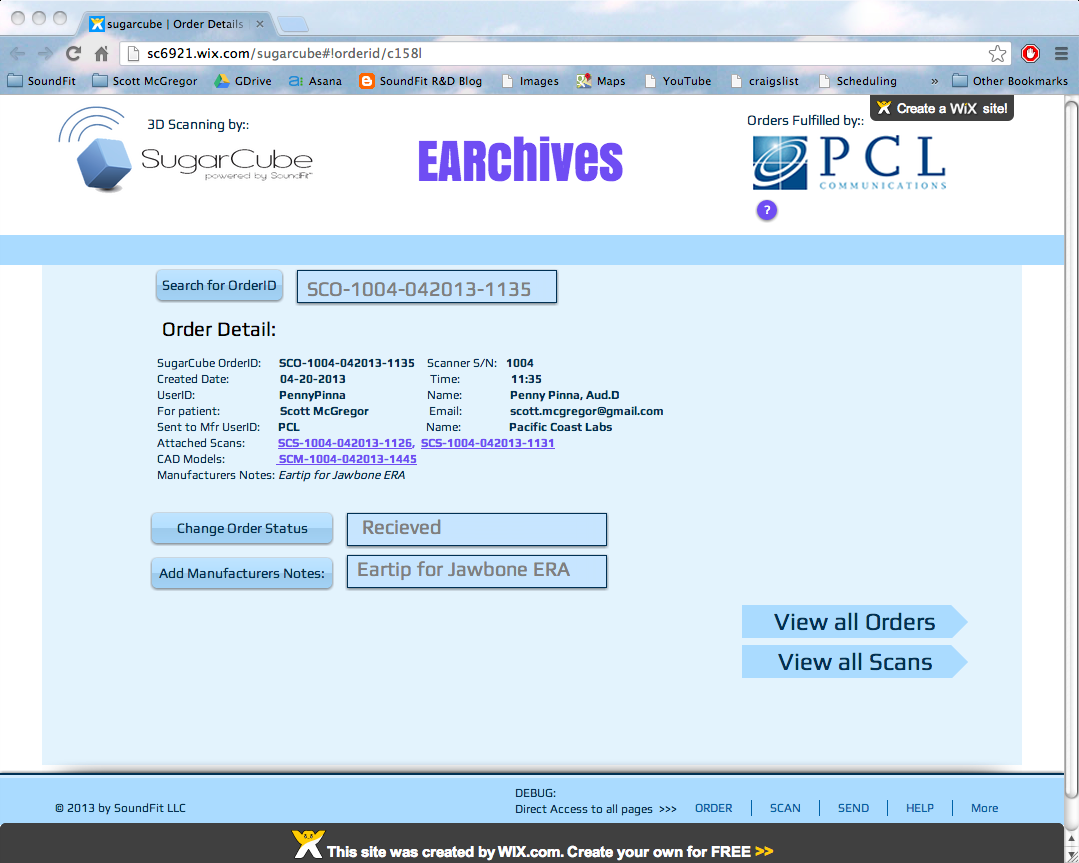 sugarcube | Order Details
sc6921.wix.com/sugarcube#!orderid/c158l
SoundFit Scott McGregor GDrive Asana SoundFit R&D Blog Images Maps YouTube craigslist Scheduling » Other Bookmarks
Create a WiX site!
3D Scanning by::
SugarCube
powered by SoundFit
EARchives
Orders Fulfilled by::
PCL
COMMUNICATIONS
?
Search for OrderID SCO-1004-042013-1135
Order Detail:
SugarCube OrderID: SCO-1004-042013-1135 Scanner S/N: 1004
Created Date: 04-20-2013 Time: 11:35
UserID: PennyPinna Name: Penny Pinna, Aud.D
For patient: Scott McGregor Email: scott.mcgregor@gmail.com
Sent to Mfr UserID: PCL Name: Pacific Coast Labs
Attached Scans: SCS-1004-042013-1126, SCS-1004-042013-1131
CAD Models: SCM-1004-042013-1445
Manufacturers Notes: Eartip for Jawbone ERA
Change Order Status Recieved
Add Manufacturers Notes: Eartip for Jawbone ERA
View all Orders
View all Scans
© 2013 by SoundFit LLC
DEBUG:
Direct Access to all pages >>> ORDER SCAN SEND HELP More
This site was created by WIX.com. Create your own for FREE >>